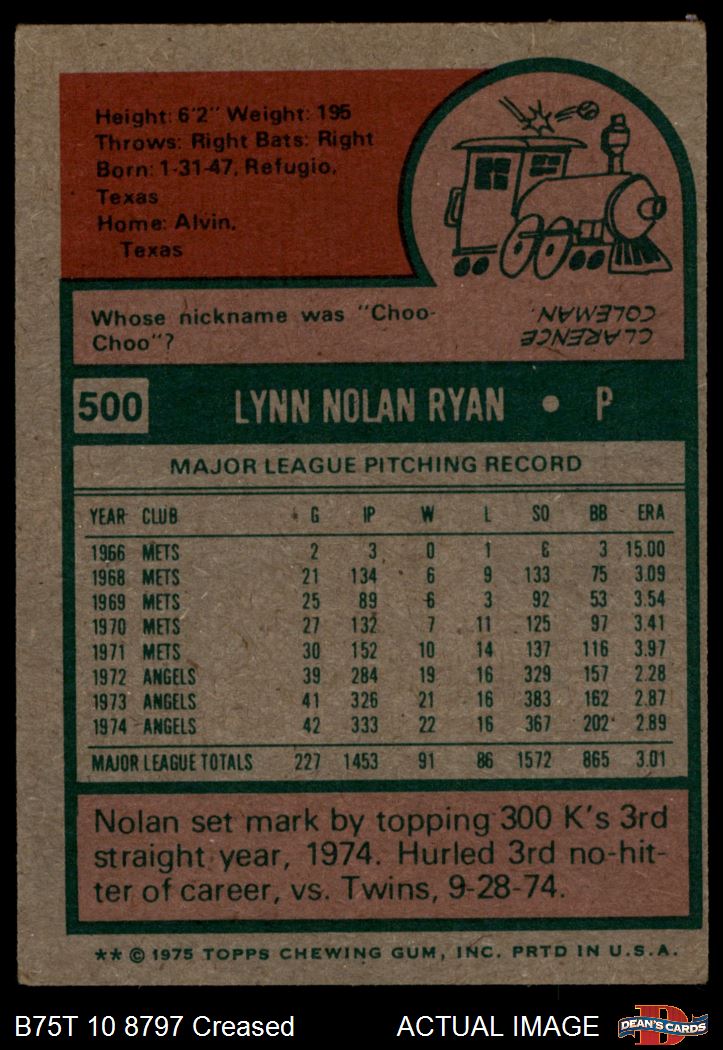 Height: 6'2" Weight: 195
Throws: Right Bats: Right
Born: 1-31-47, Refugio,
Texas
Home: Alvin,
Texas
Whose nickname was "Choo-
Choo"?
CLARENCE
COLEMAN.
500 LYNN NOLAN RYAN • P
MAJOR LEAGUE PITCHING RECORD
YEAR CLUB G IP W L SO BB ERA
1966 METS 2 3 0 1 6 3 15.00
1968 METS 21 134 6 9 133 75 3.09
1969 METS 25 89 6 3 92 53 3.54
1970 METS 27 132 7 11 125 97 3.41
1971 METS 30 152 10 14 137 116 3.97
1972 ANGELS 39 284 19 16 329 157 2.28
1973 ANGELS 41 326 21 16 383 162 2.87
1974 ANGELS 42 333 22 16 367 202 2.89
MAJOR LEAGUE TOTALS 227 1453 91 86 1572 865 3.01
Nolan set mark by topping 300 K's 3rd
straight year, 1974. Hurled 3rd no-hit-
ter of career, vs. Twins, 9-28-74.
** © 1975 TOPPS CHEWING GUM, INC. PRTD IN U.S.A.
B75T 10 8797 Creased ACTUAL IMAGE D DEAN'S CARDS